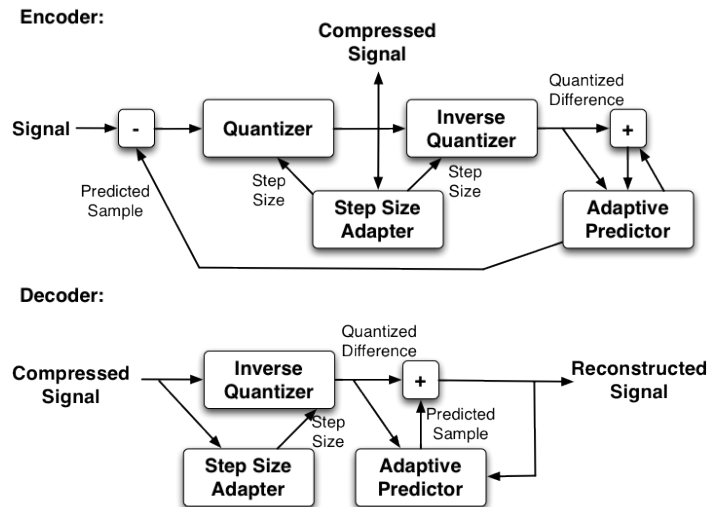 Encoder:
Compressed
Signal
Quantized
Difference
Signal
-
Quantizer
Inverse
Quantizer
+
Predicted
Sample
Step
Size
Step
Size
Step Size
Adapter
Adaptive
Predictor
Decoder:
Quantized
Difference
Compressed
Signal
Inverse
Quantizer
+
Reconstructed
Signal
Step
Size
Predicted
Sample
Step Size
Adapter
Adaptive
Predictor